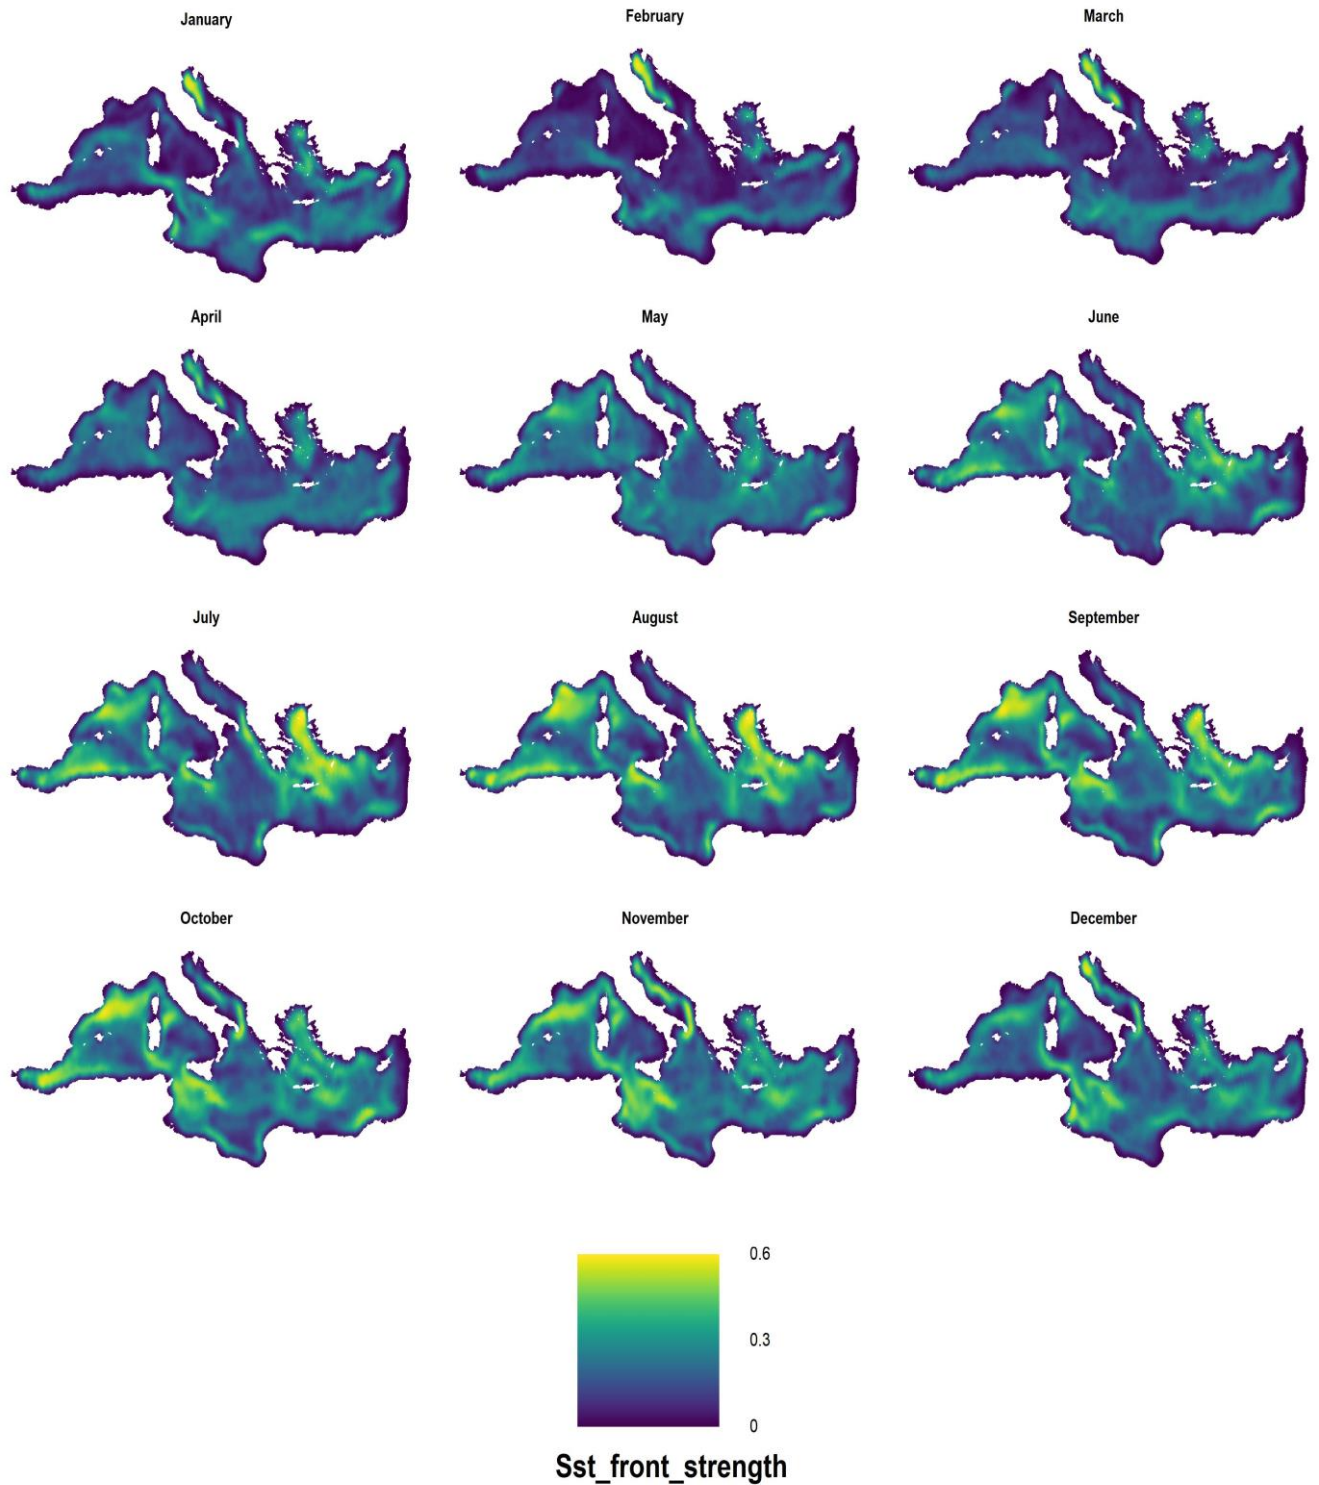 January
February
March
April
May
June
July
August
September
October
November
December
0.6
0.3
0
Sst_front_strength